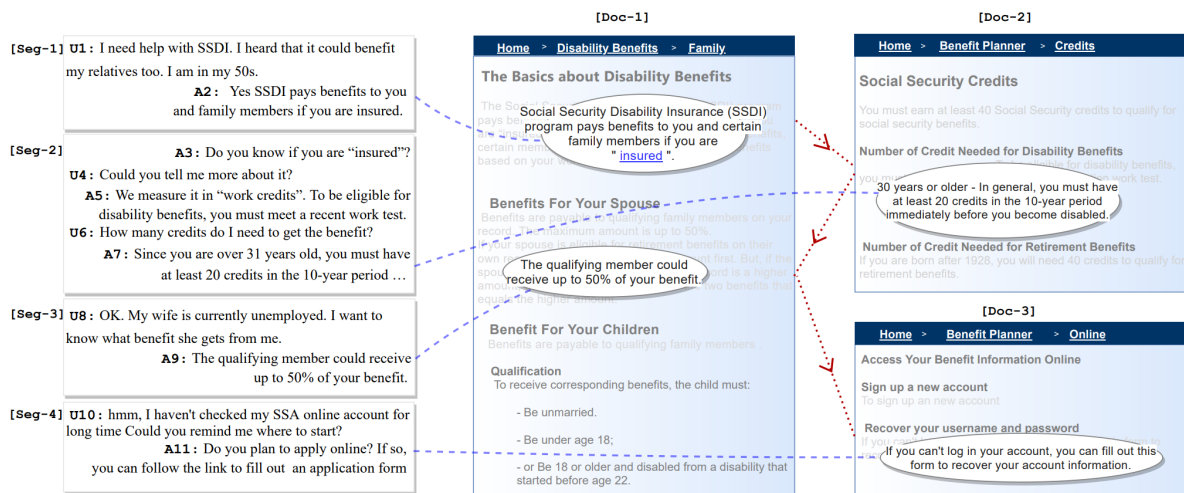 [Seg-1]
U1: I need help with SSDI. I heard that it could benefit
my relatives too. I am in my 50s.
A2: Yes SSDI pays benefits to you
and family members if you are insured.
[Seg-2]
A3: Do you know if you are “insured”?
U4: Could you tell me more about it?
A5: We measure it in “work credits”. To be eligible for
disability benefits, you must meet a recent work test.
U6: How many credits do I need to get the benefit?
A7: Since you are over 31 years old, you must have
at least 20 credits in the 10-year period …
[Seg-3]
U8: OK. My wife is currently unemployed. I want to
know what benefit she gets from me.
A9: The qualifying member could receive
up to 50% of your benefit.
[Seg-4]
U10: hmm, I haven't checked my SSA online account for
long time Could you remind me where to start?
A11: Do you plan to apply online? If so,
you can follow the link to fill out an application form
[Doc-1]
Home > Disability Benefits > Family
The Basics about Disability Benefits
Social Security Disability Insurance (SSDI)
program pays benefits to you and certain
family members if you are
" insured ".
based on your
Benefits For Your Spouse
Benefits are payable to qualifying family members on your
record. The maximum amount is up to 50%.
If your spouse is eligible for retirement benefits on their
The qualifying member could
receive up to 50% of your benefit.
equals the higher amount.
Benefit For Your Children
Benefits are payable to qualifying family members
Qualification
To receive corresponding benefits, the child must:
- Be unmarried.
- Be under age 18;
- or Be 18 or older and disabled from a disability that
started before age 22.
[Doc-2]
Home > Benefit Planner > Credits
Social Security Credits
You must earn at least 40 Social Security credits to qualify for
social security benefits.
Number of Credit Needed for Disability Benefits
30 years or older - In general, you must have
at least 20 credits in the 10-year period
immediately before you become disabled.
Number of Credit Needed for Retirement Benefits
If you are born after 1928, you will need 40 credits to qualify for
retirement benefits.
[Doc-3]
Home > Benefit Planner > Online
Access Your Benefit Information Online
Sign up a new account
To sign up an new account
Recover your username and password
If you can't log in your account, you can fill out this
form to recover your account information.